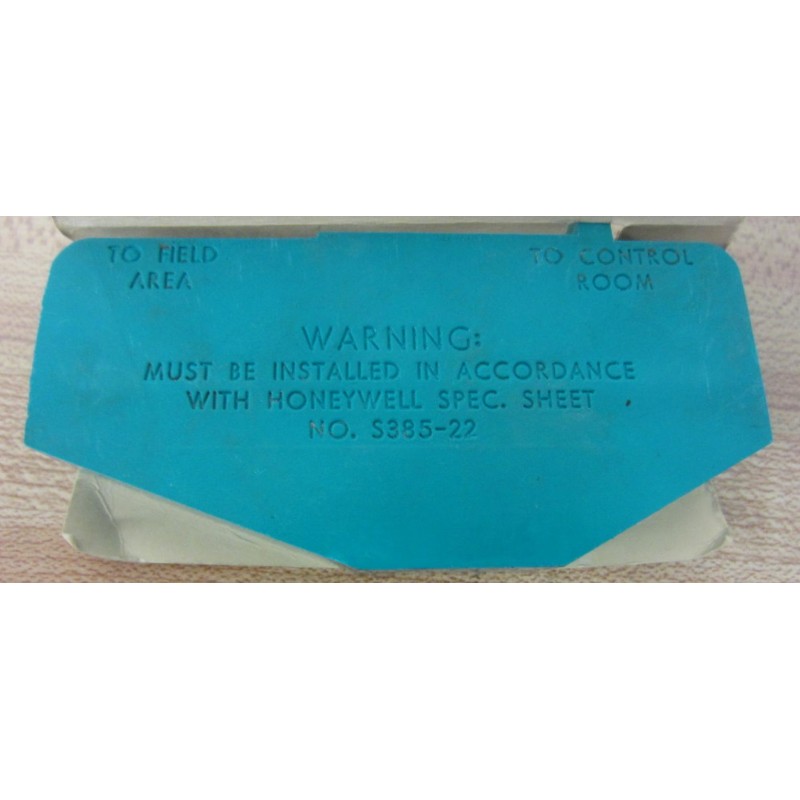 TO FIELD
AREA
TO CONTROL
ROOM
WARNING:
MUST BE INSTALLED IN ACCORDANCE
WITH HONEYWELL SPEC. SHEET
NO. S385-22